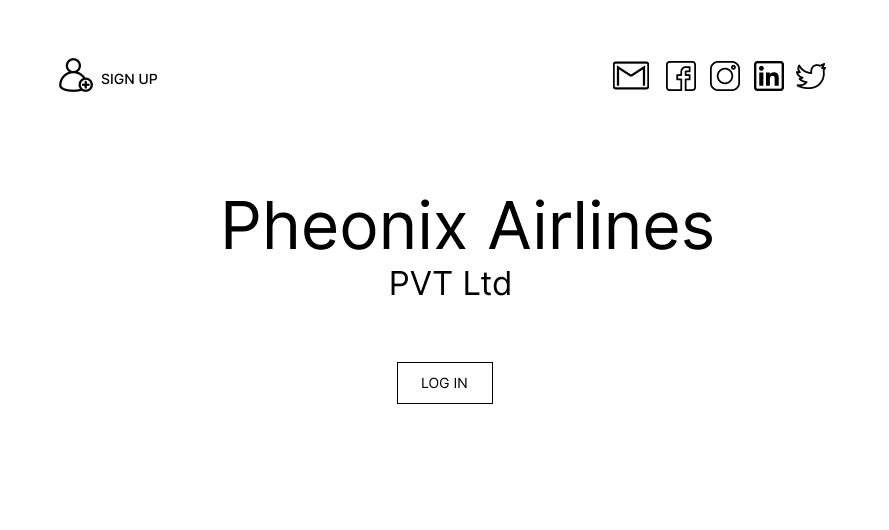 SIGN UP
Pheonix Airlines
PVT Ltd
LOG IN